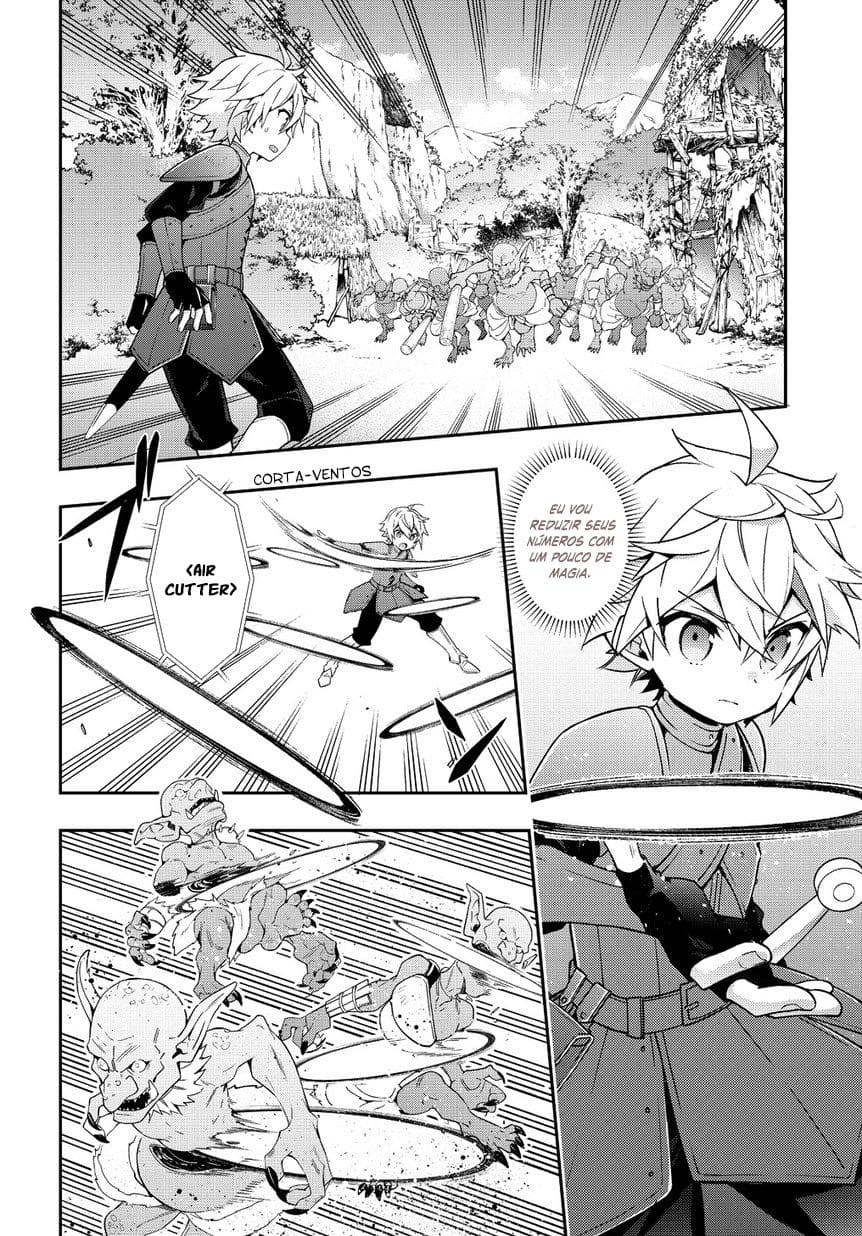 EU VOU
REDUZIR SEUS
NÚMEROS COM
UM POUCO DE
MAGIA.
CORTA-VENTOS
<AIR
CUTTER>